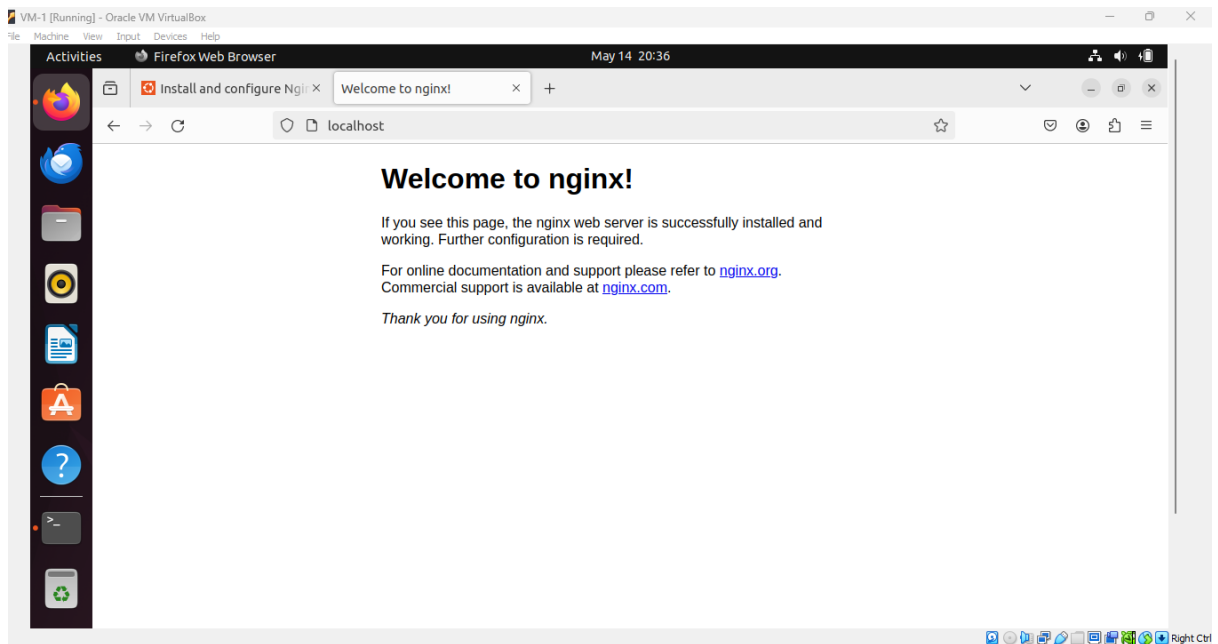 VM-1 [Running] - Oracle VM VirtualBox
File Machine View Input Devices Help
Activities Firefox Web Browser May 14 20:36
Install and configure Ngin Welcome to nginx!
localhost
Welcome to nginx!
If you see this page, the nginx web server is successfully installed and
working. Further configuration is required.
For online documentation and support please refer to nginx.org.
Commercial support is available at nginx.com.
Thank you for using nginx.
Right Ctrl